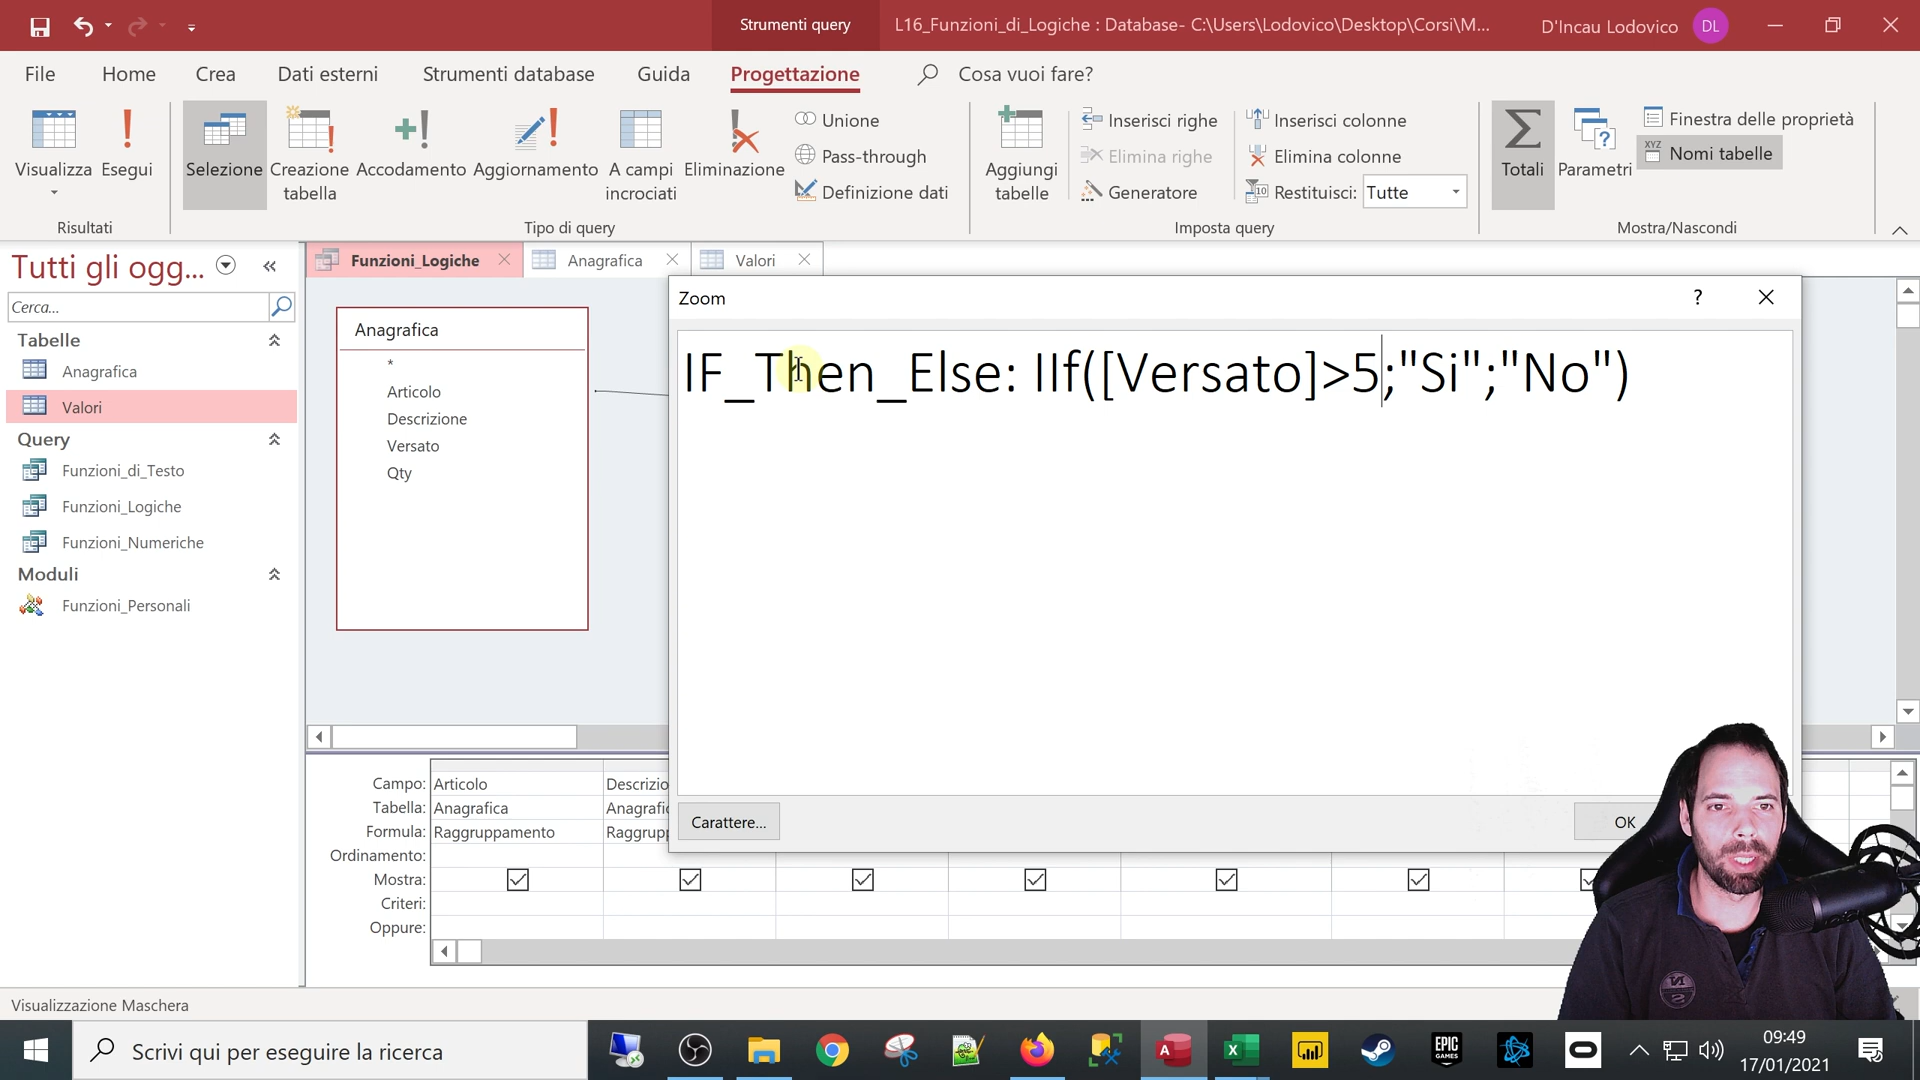 Strumenti query
L16_Funzioni_di_Logiche : Database- C:\Users\Lodovico\Desktop\Corsi\M...
D'Incau Lodovico
DL
File
Home
Crea
Dati esterni
Strumenti database
Guida
Progettazione
Cosa vuoi fare?
Visualizza
Esegui
Risultati
Selezione
Creazione tabella
Accodamento
Aggiornamento
A campi incrociati
Eliminazione
Unione
Pass-through
Definizione dati
Tipo di query
Aggiungi tabelle
Inserisci righe
Elimina righe
Generatore
Inserisci colonne
Elimina colonne
Restituisci: Tutte
Imposta query
Totali
Parametri
Finestra delle proprietà
Nomi tabelle
Mostra/Nascondi
Tutti gli ogg...
Cerca...
Tabelle
Anagrafica
Valori
Query
Funzioni_di_Testo
Funzioni_Logiche
Funzioni_Numeriche
Moduli
Funzioni_Personali
Funzioni_Logiche
Anagrafica
Valori
Anagrafica
*
Articolo
Descrizione
Versato
Qty
Zoom
?
IF_Then_Else: IIf([Versato]>5;"Si";"No")
Carattere...
OK
Campo: Articolo
Tabella: Anagrafica
Formula: Raggruppamento
Ordinamento:
Mostra:
Criteri:
Oppure:
Descrizio
Anagrafic
Raggrupp
Visualizzazione Maschera
Scrivi qui per eseguire la ricerca
EPIC GAMES
09:49
17/01/2021